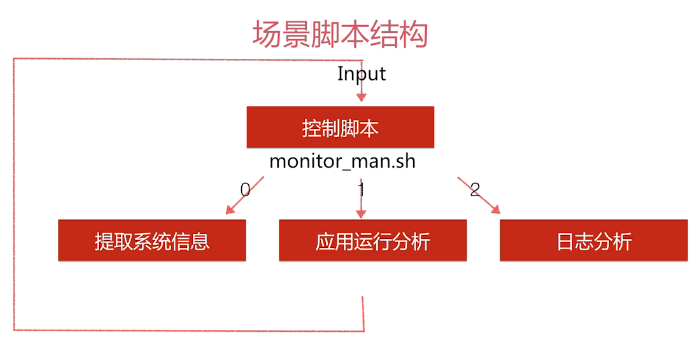 场景脚本结构
Input
控制脚本
monitor_man.sh
0
1
2
提取系统信息
应用运行分析
日志分析